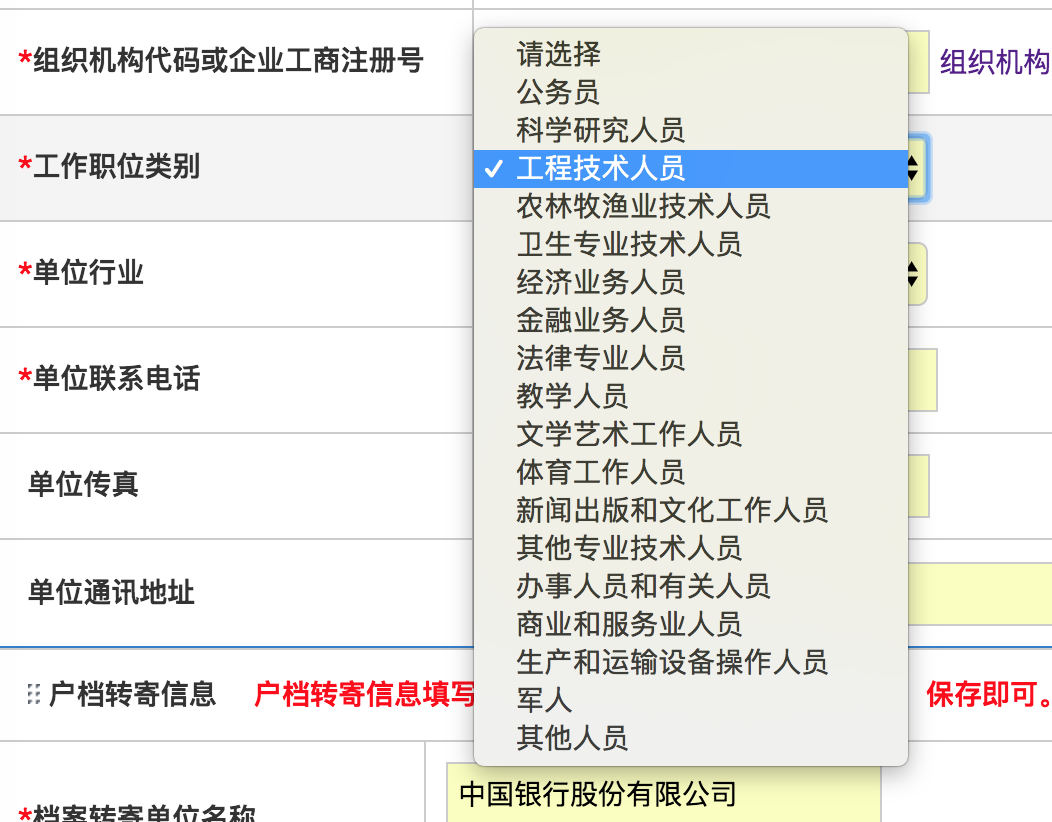 *组织机构代码或企业工商注册号
组织机构
*工作职位类别
*单位行业
*单位联系电话
单位传真
单位通讯地址
请选择
公务员
科学研究人员
✓ 工程技术人员
农林牧渔业技术人员
卫生专业技术人员
经济业务人员
金融业务人员
法律专业人员
教学人员
文学艺术工作人员
体育工作人员
新闻出版和文化工作人员
其他专业技术人员
办事人员和有关人员
商业和服务业人员
生产和运输设备操作人员
军人
其他人员
户档转寄信息 户档转寄信息填写 保存即可。
*档案转寄单位名称
中国银行股份有限公司